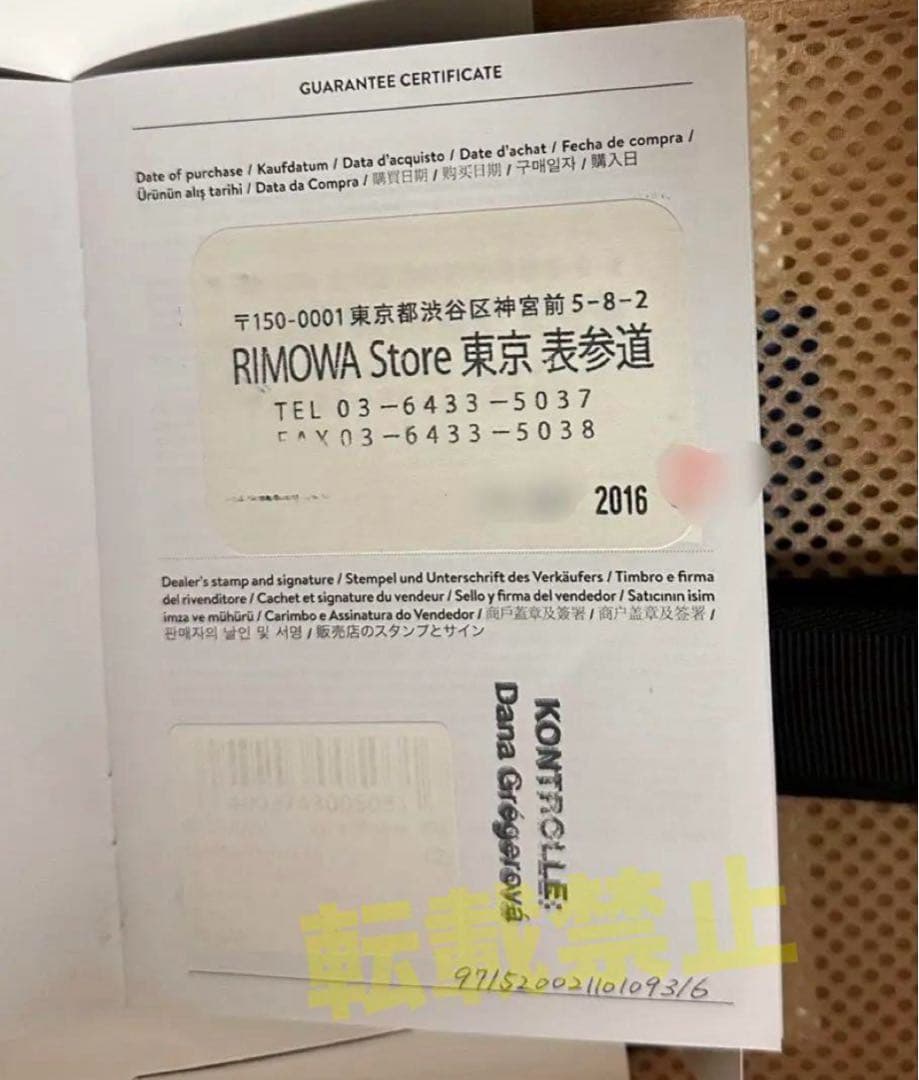 GUARANTEE CERTIFICATE
Date of purchase / Kaufdatum / Data d'acquisto / Date d'achat / Fecha de compra /
Ürünün alış tarihi / Data da Compra / 購買日期 / 购买日期 / 구매일자 / 購入日
〒150-0001 東京都渋谷区神宮前 5-8-2
RIMOWA Store 東京 表参道
TEL 03-6433-5037
FAX 03-6433-5038
2016
Dealer's stamp and signature / Stempel und Unterschrift des Verkäufers / Timbro e firma
del rivenditore / Cachet et signature du vendeur / Sello y firma del vendedor / Satıcının isim
imza ve mühürü / Carimbo e Assinatura do Vendedor / 商戶蓋章及簽署 / 商户盖章及签署 /
판매자의 날인 및 서명 / 販売店のスタンプとサイン
KONTROLLE:
Dana Grégerová
転載禁止
971520021101093/6